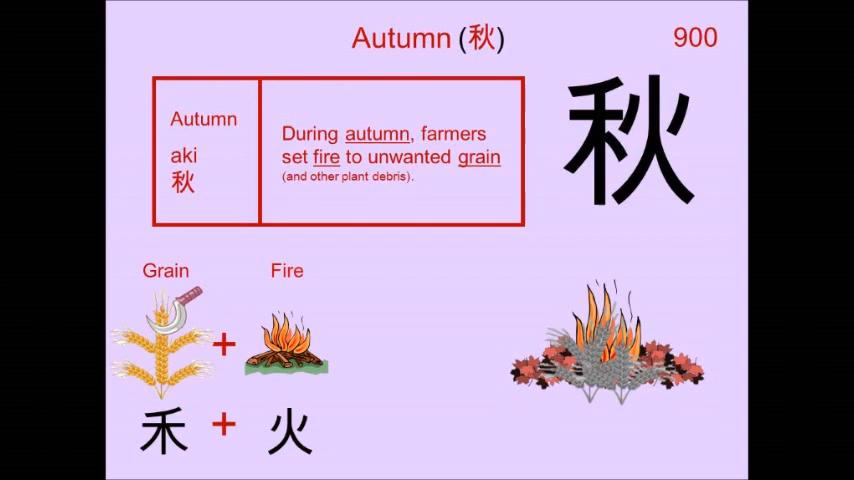 Autumn (秋)
900
Autumn
aki
秋
During autumn, farmers
set fire to unwanted grain
(and other plant debris).
秋
Grain
Fire
+
禾 + 火